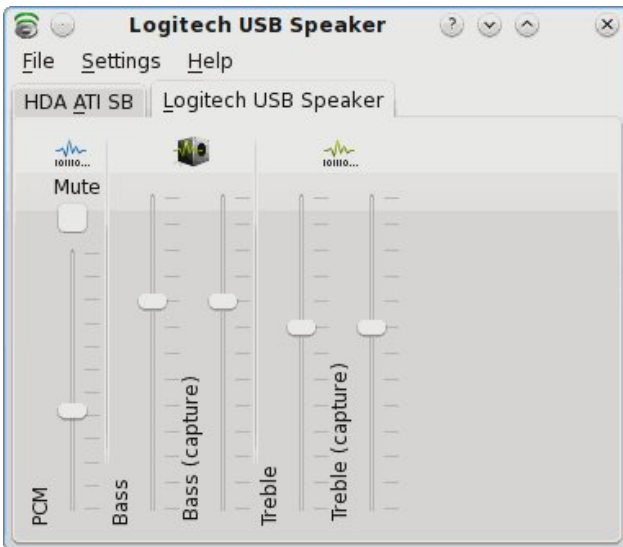 Logitech USB Speaker
File Settings Help
HDA ATI SB Logitech USB Speaker
Mute
PCM
Bass
Bass (capture)
Treble
Treble (capture)